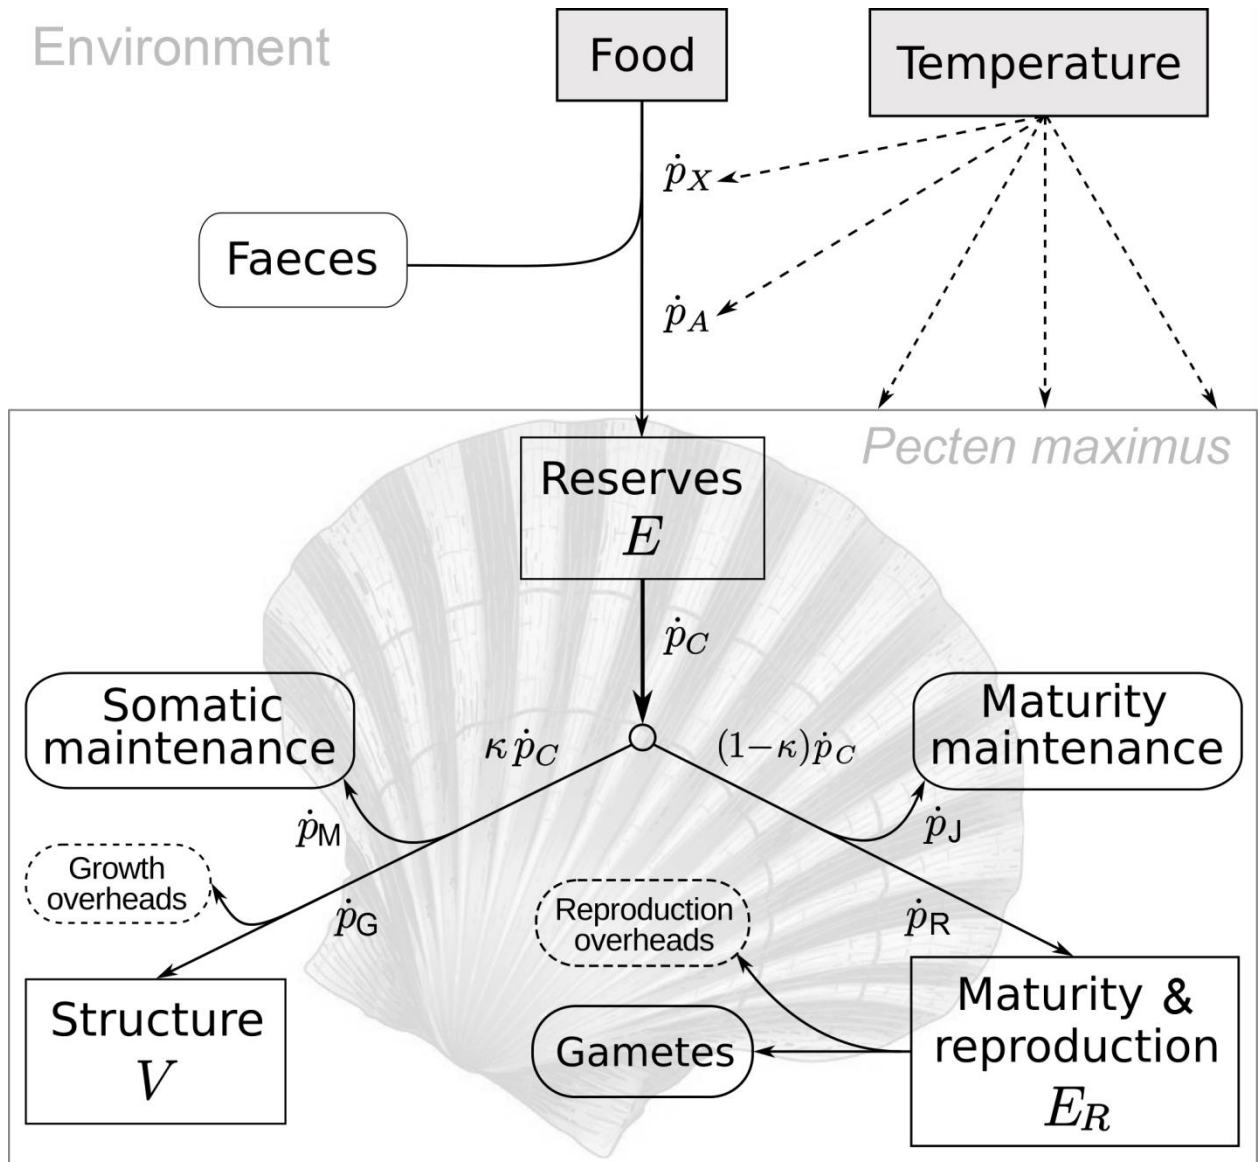 Environment
Food
Temperature
ṗX
Faeces
ṗA
Pecten maximus
Reserves
E
ṗC
Somatic
maintenance
κṗC
(1−κ)ṗC
Maturity
maintenance
ṗM
ṗJ
Growth
overheads
ṗG
Reproduction
overheads
ṗR
Structure
V
Gametes
Maturity &
reproduction
ER